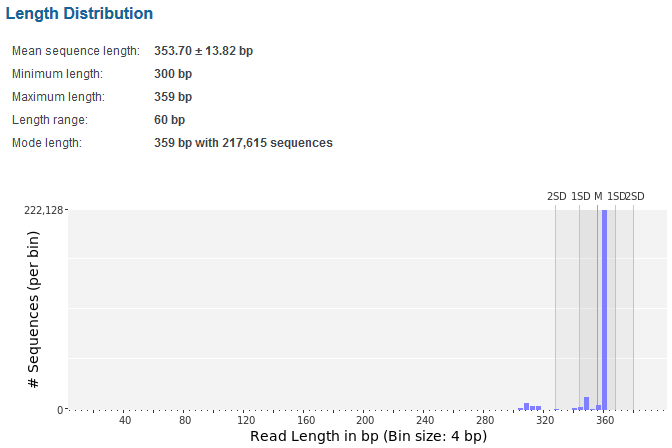 Length Distribution
Mean sequence length: 353.70 ± 13.82 bp
Minimum length: 300 bp
Maximum length: 359 bp
Length range: 60 bp
Mode length: 359 bp with 217,615 sequences
2SD 1SD M 1SD 2SD
222,128
# Sequences (per bin)
0
40 80 120 160 200 240 280 320 360
Read Length in bp (Bin size: 4 bp)